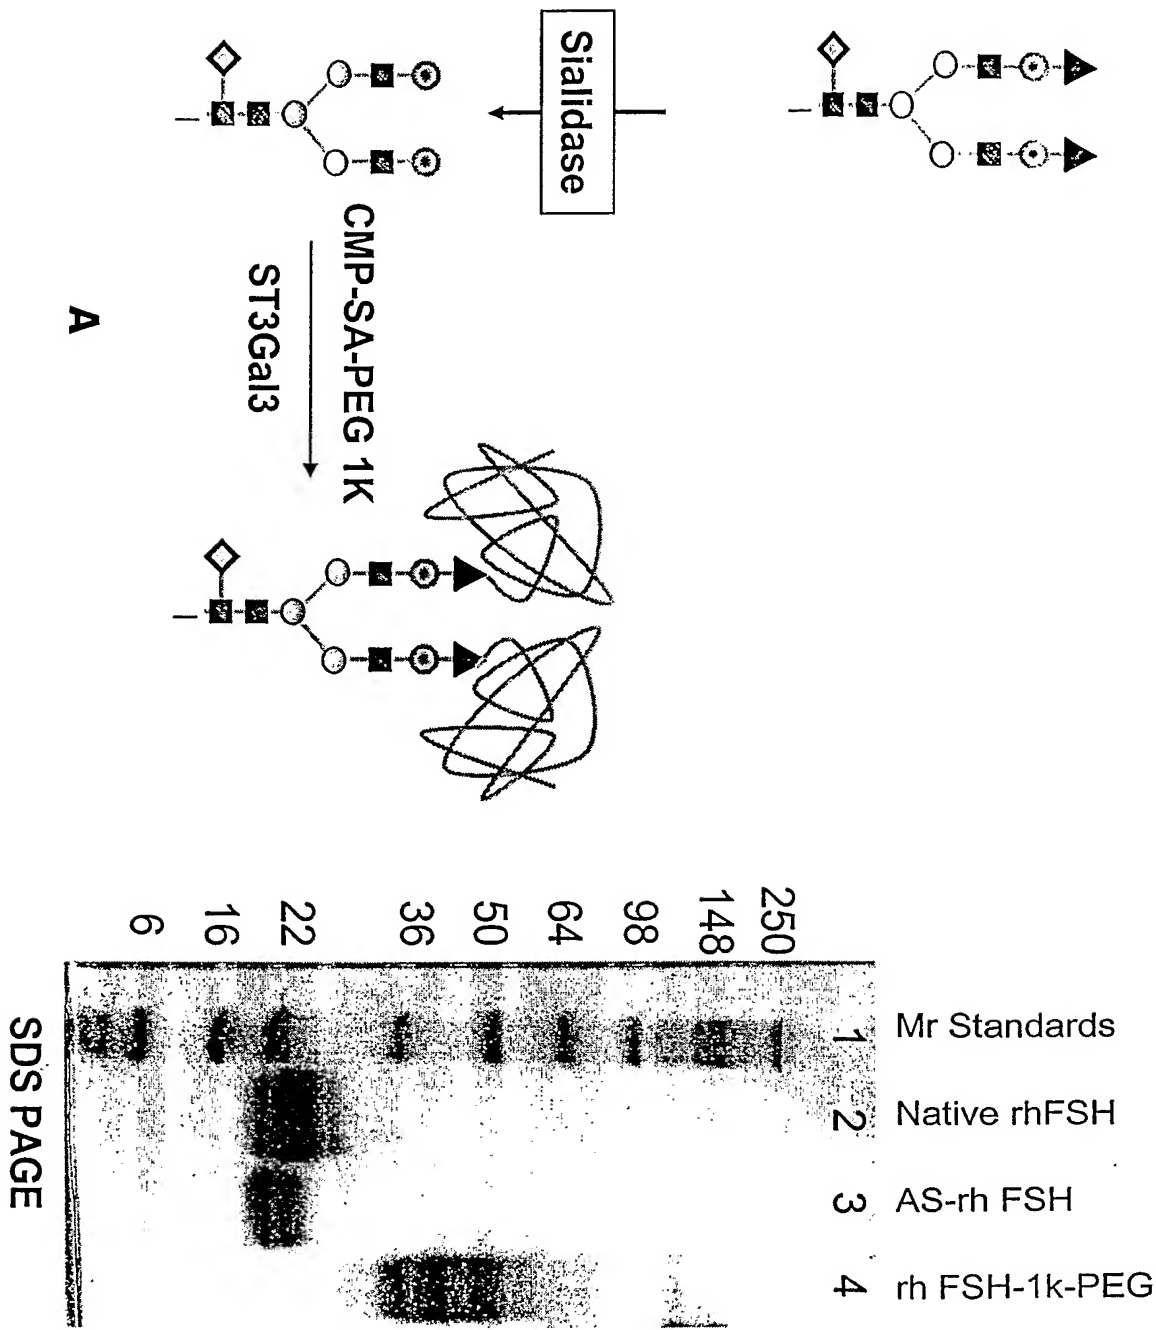 Sialidase
CMP-SA-PEG 1K
ST3Gal3
A
250
148
98
64
50
36
22
16
6
1 Mr Standards
2 Native rhFSH
3 AS-rh FSH
4 rh FSH-1k-PEG
SDS PAGE